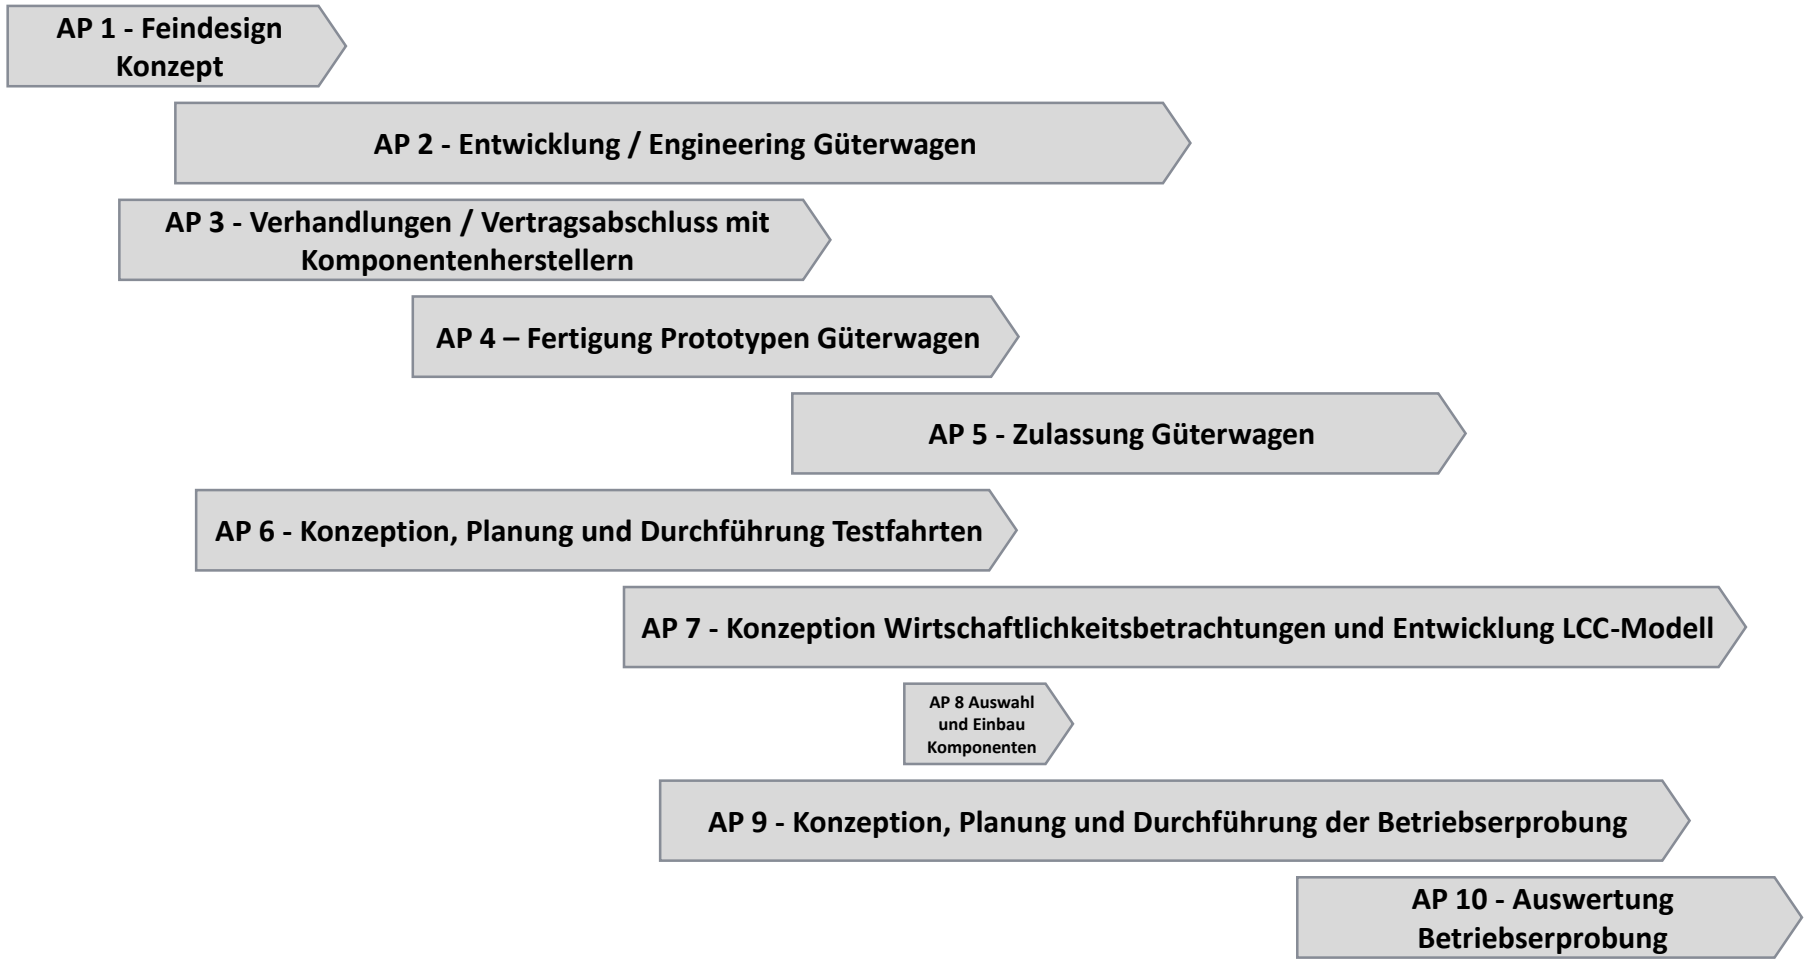 AP 1 - Feindesign
Konzept
AP 2 - Entwicklung / Engineering Güterwagen
AP 3 - Verhandlungen / Vertragsabschluss mit
Komponentenherstellern
AP 4 – Fertigung Prototypen Güterwagen
AP 5 - Zulassung Güterwagen
AP 6 - Konzeption, Planung und Durchführung Testfahrten
AP 7 - Konzeption Wirtschaftlichkeitsbetrachtungen und Entwicklung LCC-Modell
AP 8 Auswahl
und Einbau
Komponenten
AP 9 - Konzeption, Planung und Durchführung der Betriebserprobung
AP 10 - Auswertung
Betriebserprobung